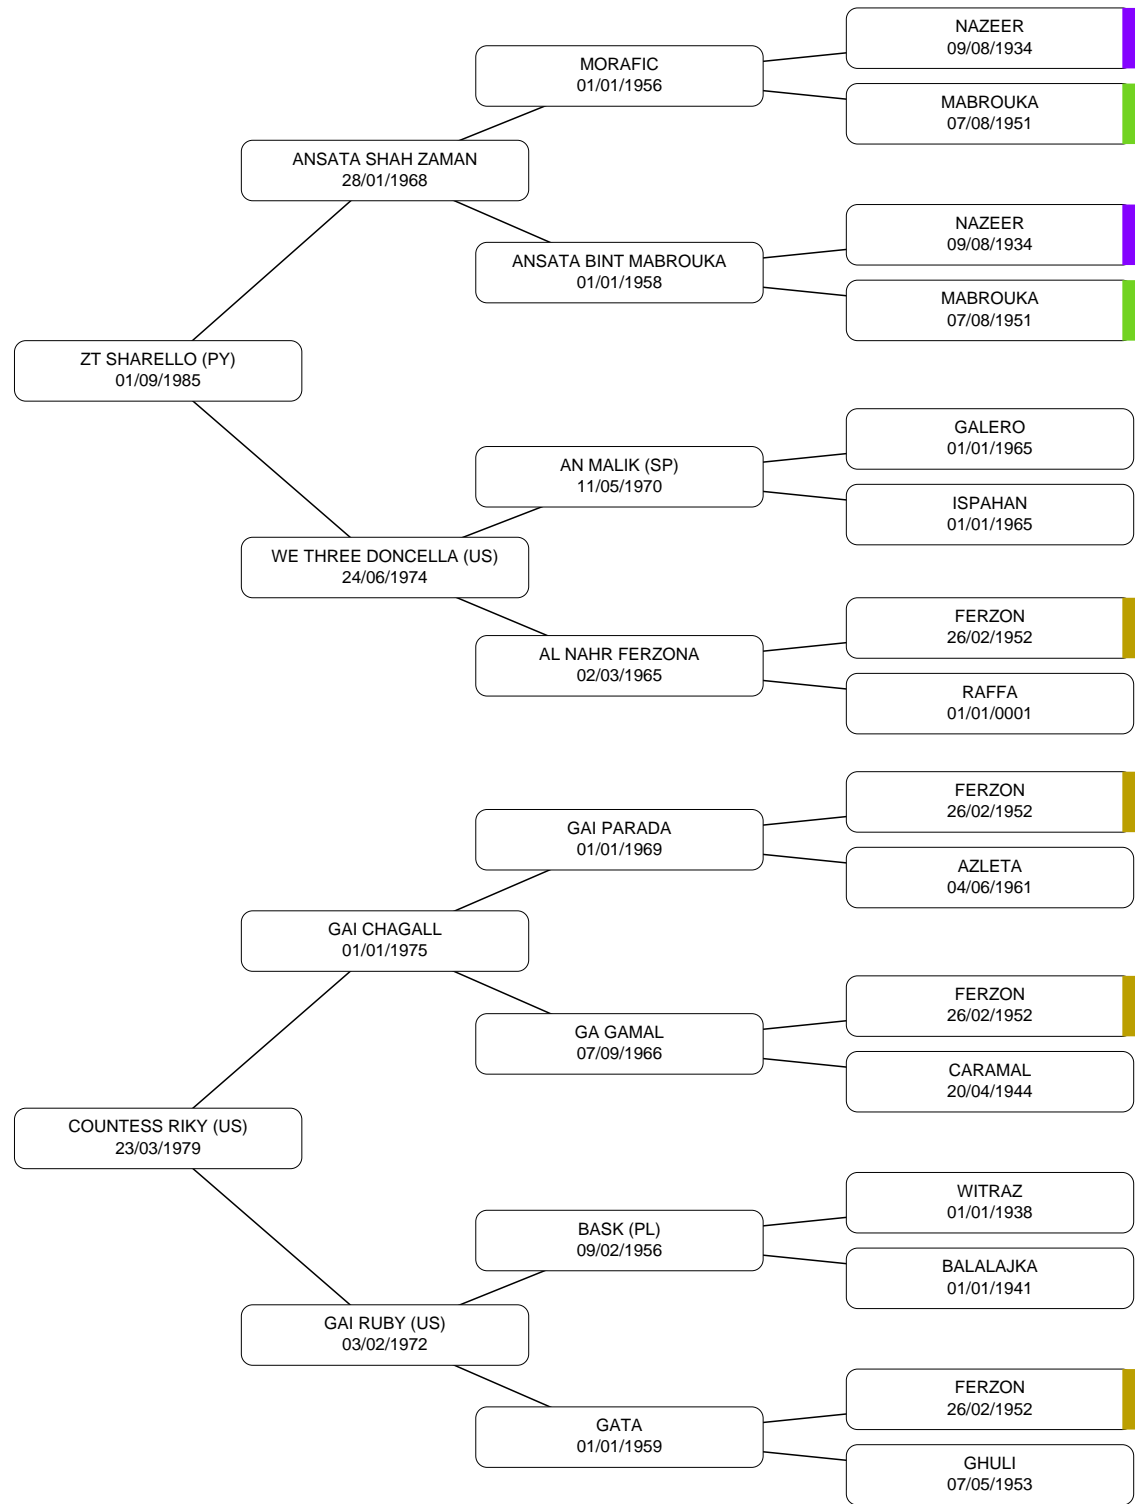 NAZEER
09/08/1934
MORAFIC
01/01/1956
MABROUKA
07/08/1951
ANSATA SHAH ZAMAN
28/01/1968
NAZEER
09/08/1934
ANSATA BINT MABROUKA
01/01/1958
MABROUKA
07/08/1951
ZT SHARELLO (PY)
01/09/1985
GALERO
01/01/1965
AN MALIK (SP)
11/05/1970
ISPAHAN
01/01/1965
WE THREE DONCELLA (US)
24/06/1974
FERZON
26/02/1952
AL NAHR FERZONA
02/03/1965
RAFFA
01/01/0001
FERZON
26/02/1952
GAI PARADA
01/01/1969
AZLETA
04/06/1961
GAI CHAGALL
01/01/1975
FERZON
26/02/1952
GA GAMAL
07/09/1966
CARAMAL
20/04/1944
COUNTESS RIKY (US)
23/03/1979
WITRAZ
01/01/1938
BASK (PL)
09/02/1956
BALALAJKA
01/01/1941
GAI RUBY (US)
03/02/1972
FERZON
26/02/1952
GATA
01/01/1959
GHULI
07/05/1953